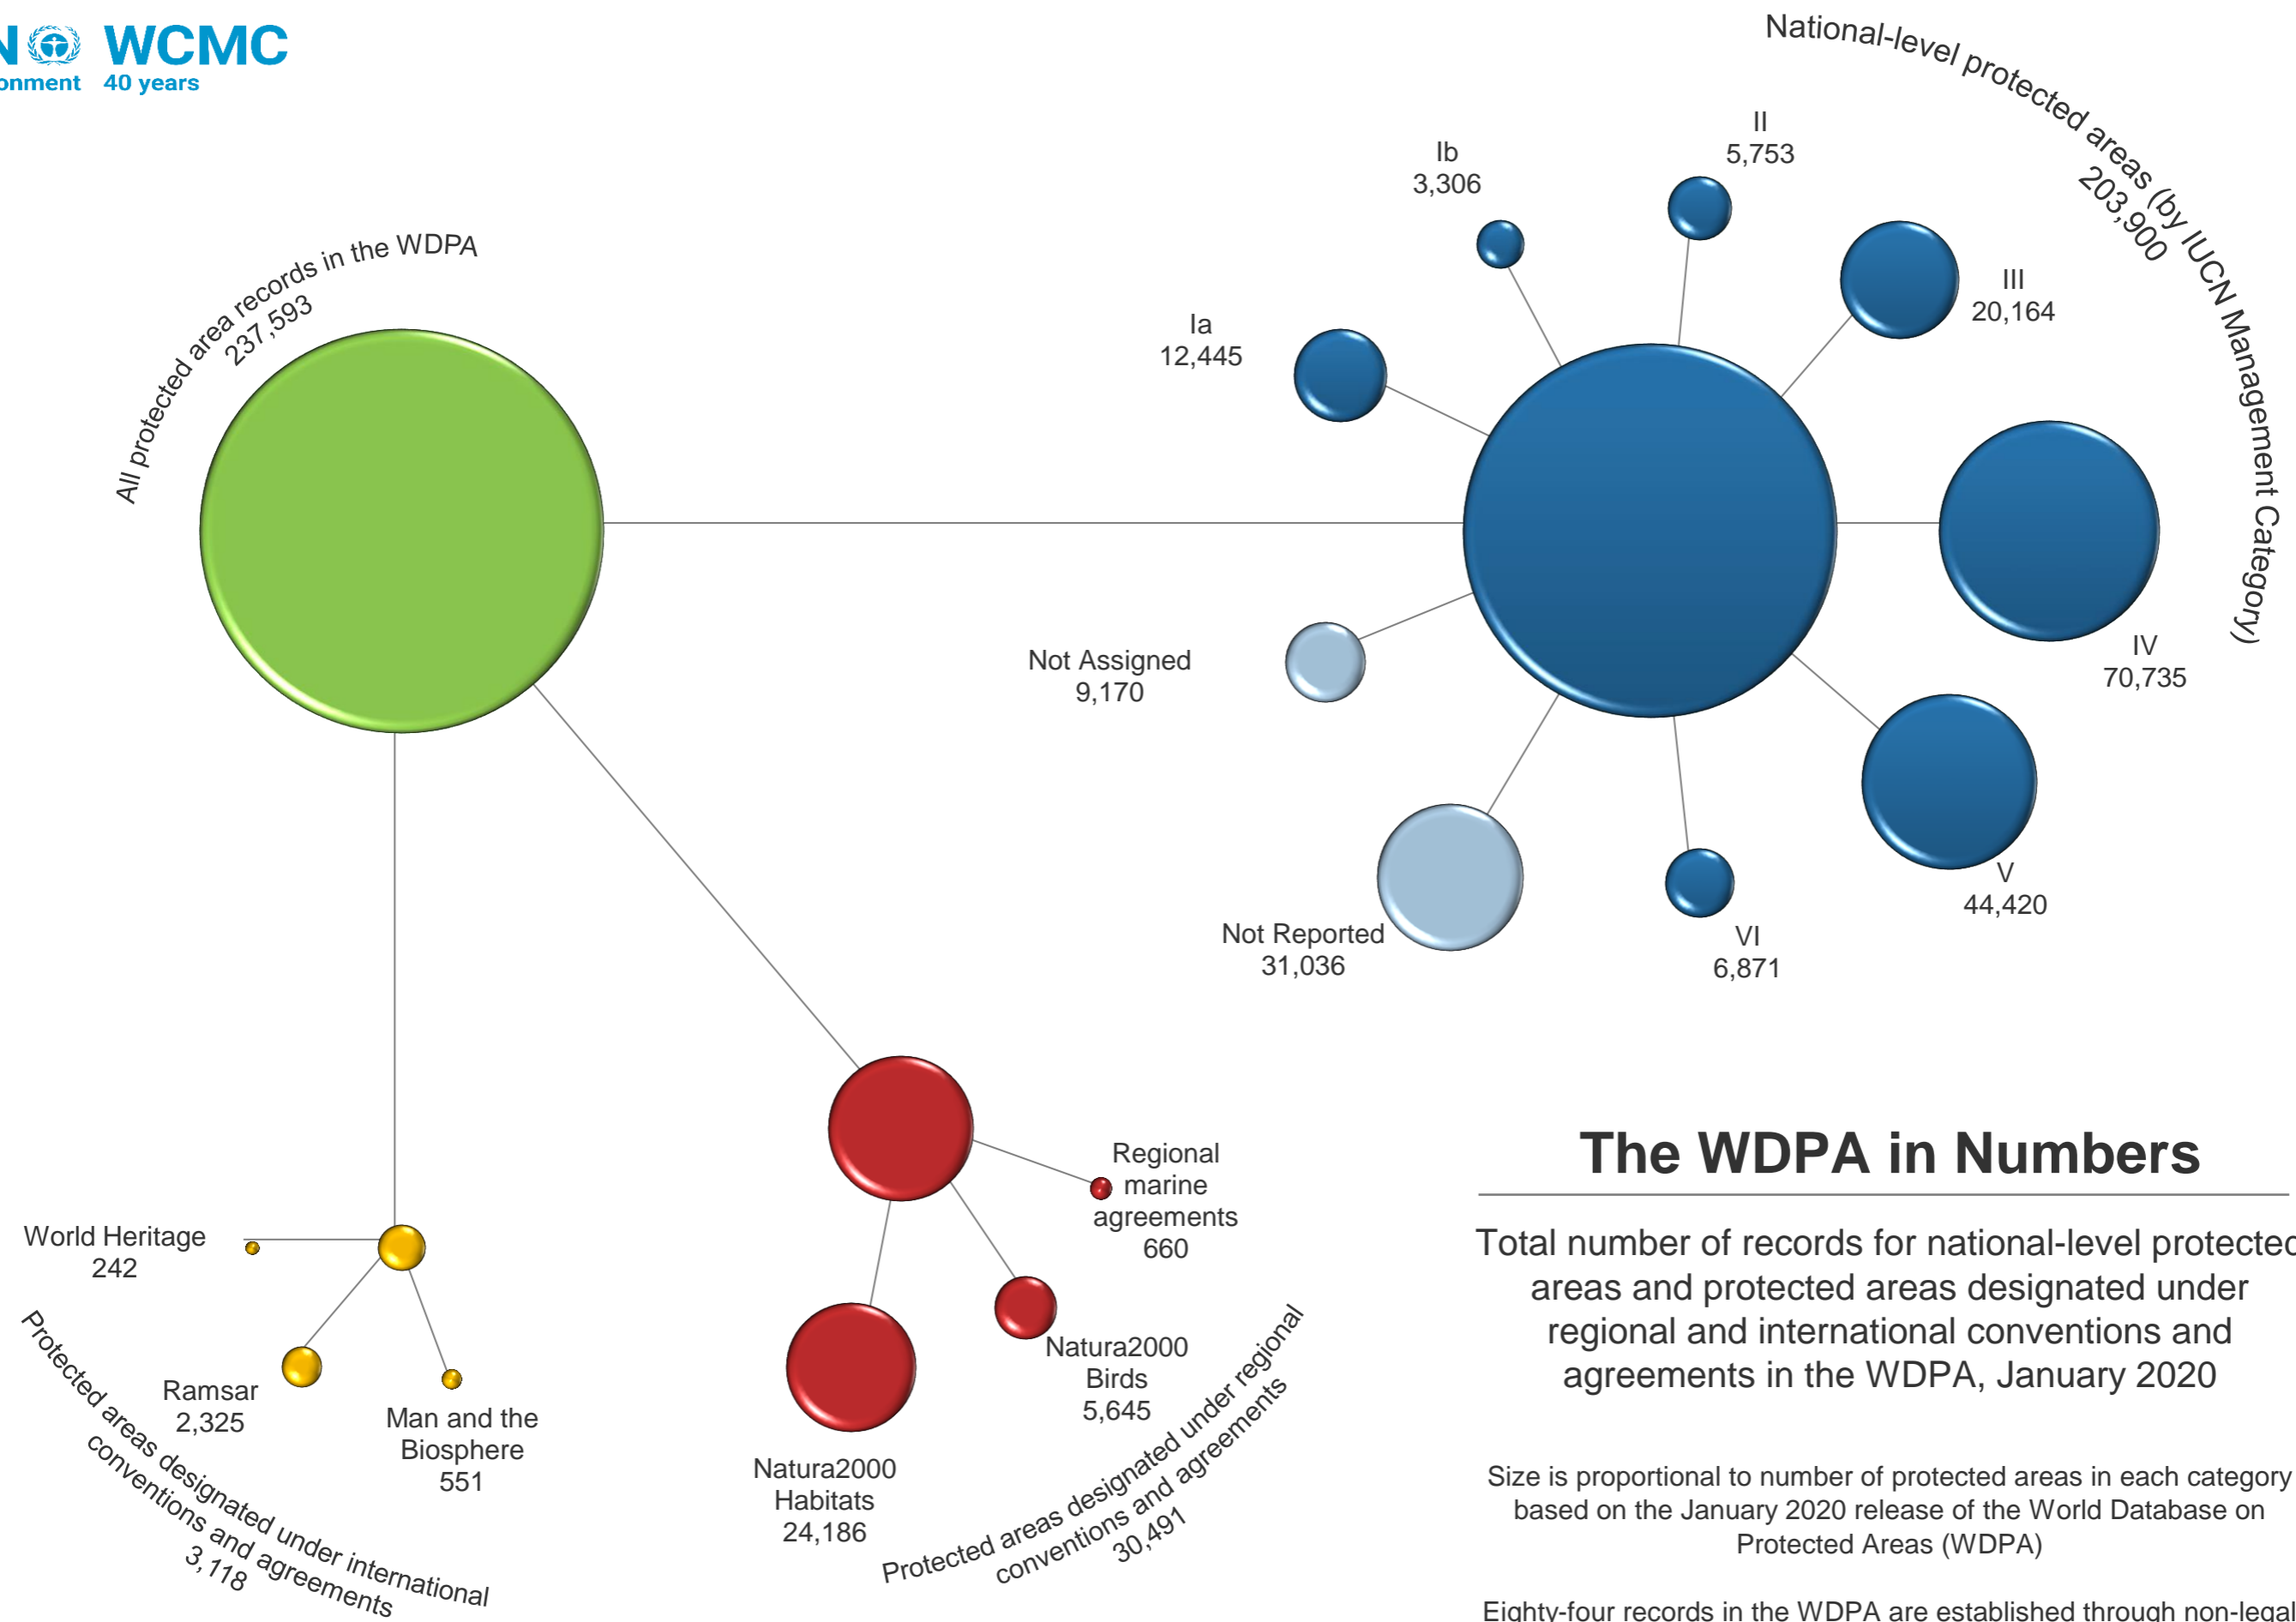 WCMC
40 years
National-level protected areas (by IUCN Management Category)
203,900
II
5,753
Ib
3,306
III
20,164
Ia
12,445
All protected area records in the WDPA
237,593
IV
70,735
Not Assigned
9,170
V
44,420
VI
6,871
Not Reported
31,036
The WDPA in Numbers
Total number of records for national-level protected
areas and protected areas designated under
regional and international conventions and
agreements in the WDPA, January 2020
Size is proportional to number of protected areas in each category
based on the January 2020 release of the World Database on
Protected Areas (WDPA)
Eighty-four records in the WDPA are established through non-legal
Regional
marine
agreements
660
Natura2000
Birds
5,645
Natura2000
Habitats
24,186
Protected areas designated under regional
conventions and agreements
30,491
World Heritage
242
Ramsar
2,325
Man and the
Biosphere
551
Protected areas designated under international
conventions and agreements
3,118